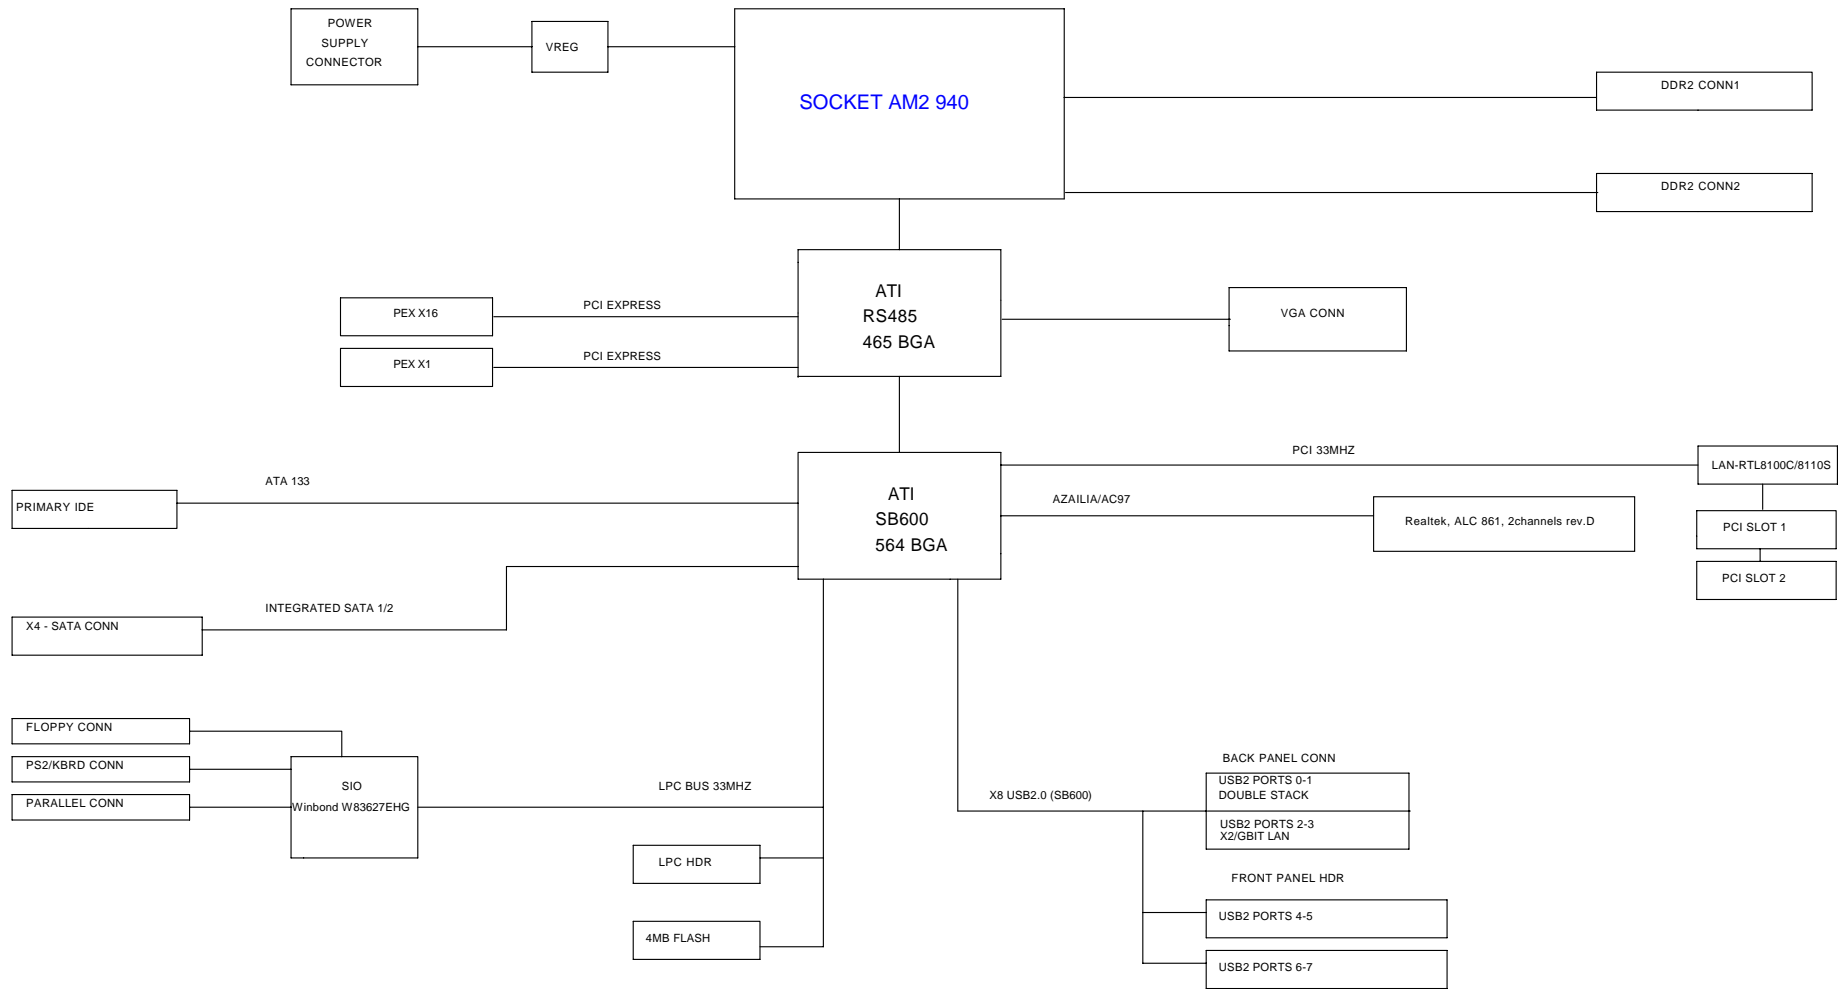 POWER
SUPPLY
CONNECTOR
VREG
SOCKET AM2 940
DDR2 CONN1
DDR2 CONN2
ATI
RS485
465 BGA
PEX X16
PCI EXPRESS
VGA CONN
PEX X1
PCI EXPRESS
PCI 33MHZ
LAN-RTL8100C/8110S
ATA 133
PRIMARY IDE
ATI
SB600
564 BGA
AZAILIA/AC97
Realtek, ALC 861, 2channels rev.D
PCI SLOT 1
PCI SLOT 2
INTEGRATED SATA 1/2
X4 - SATA CONN
FLOPPY CONN
PS2/KBRD CONN
PARALLEL CONN
SIO
Winbond W83627EHG
LPC BUS 33MHZ
LPC HDR
4MB FLASH
X8 USB2.0 (SB600)
BACK PANEL CONN
USB2 PORTS 0-1
DOUBLE STACK
USB2 PORTS 2-3
X2/GBIT LAN
FRONT PANEL HDR
USB2 PORTS 4-5
USB2 PORTS 6-7